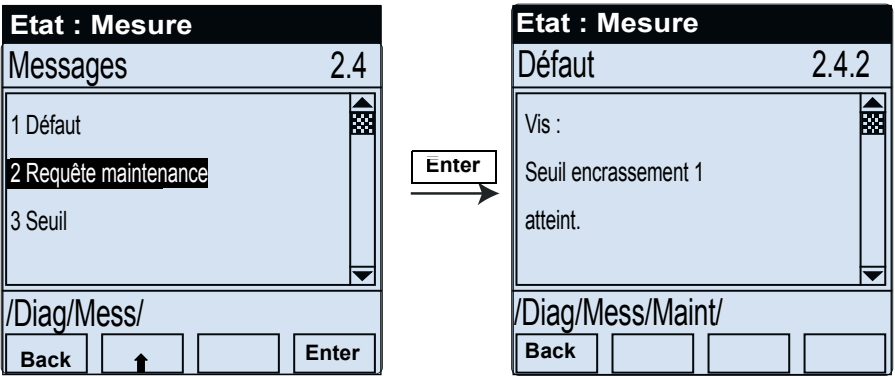 Etat : Mesure
Messages 2.4
1 Défaut
2 Requête maintenance
3 Seuil
/Diag/Mess/
Back Enter
Enter
Etat : Mesure
Défaut 2.4.2
Vis :
Seuil encrassement 1
atteint.
/Diag/Mess/Maint/
Back